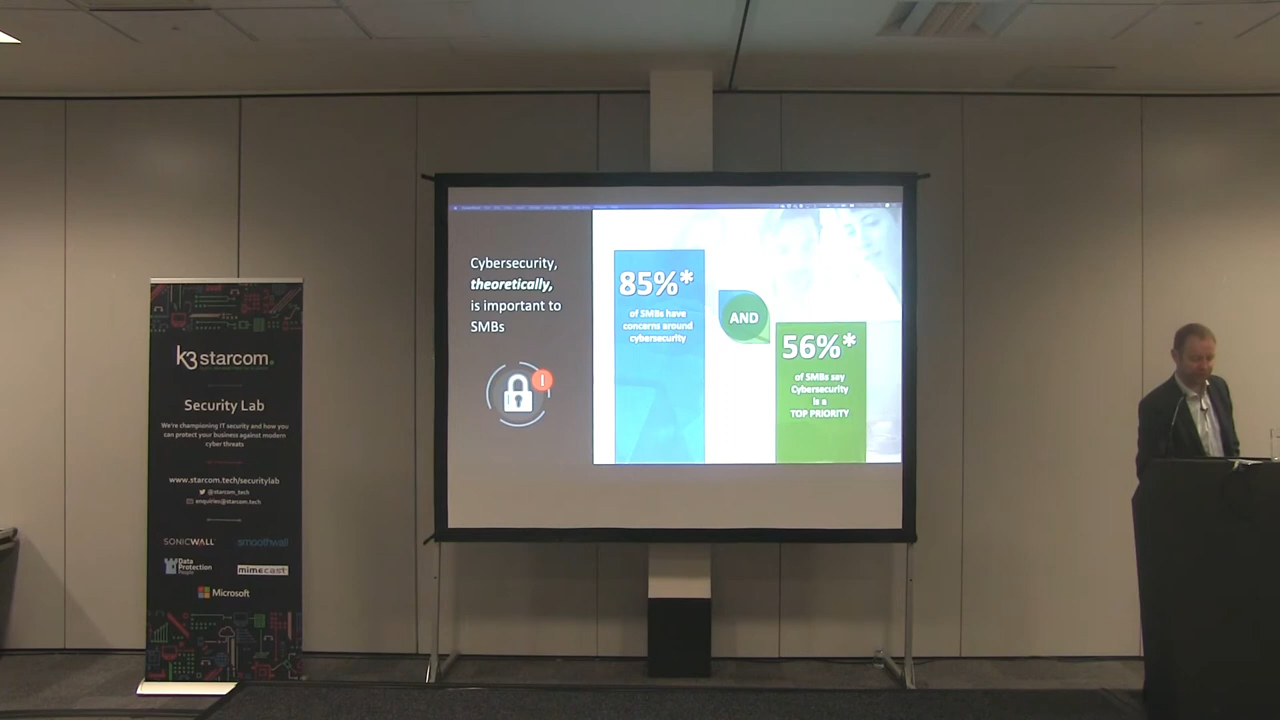 k3starcom
Security Lab
We're championing IT security and how you
can protect your business against modern
cyber threats
www.starcom.tech/securitylab
@starcom_tech
enquiries@starcom.tech
SONICWALL
smoothwall
Data
Protection
People
mimecast
Microsoft
Cybersecurity,
theoretically,
is important to
SMBs
85%*
of SMBs have
concerns around
cybersecurity
AND
56%*
of SMBs say
Cybersecurity
is a
TOP PRIORITY